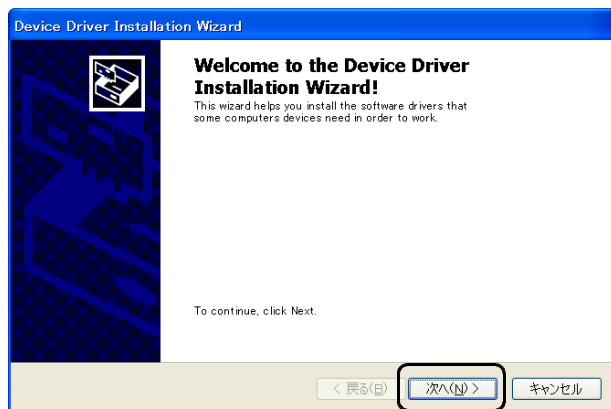 Device Driver Installation Wizard
Welcome to the Device Driver
Installation Wizard!
This wizard helps you install the software drivers that
some computers devices need in order to work.
To continue, click Next.
< 戻る(B) 次へ(N) > キャンセル